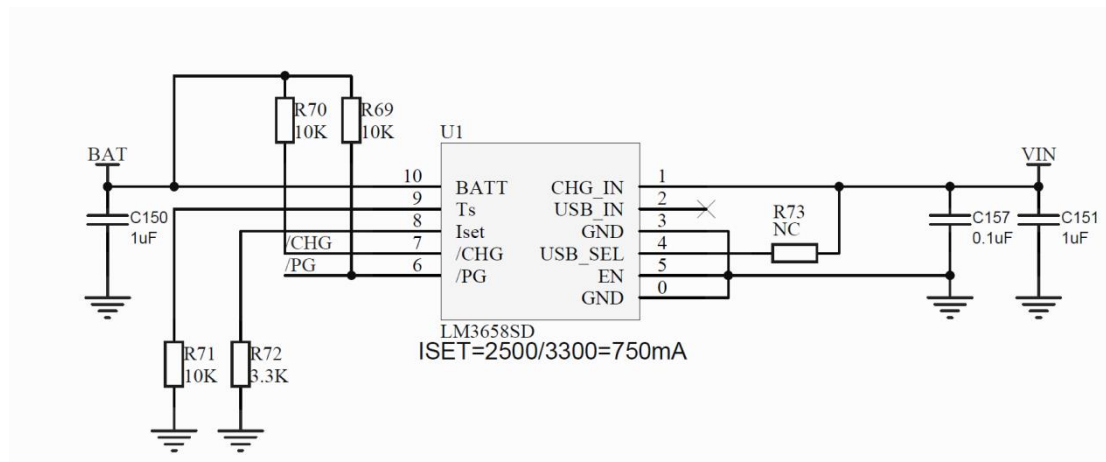 R70
10K
R69
10K
U1
BAT
VIN
10
BATT
CHG_IN
1
9
Ts
USB_IN
2
8
Iset
GND
3
/CHG
7
/CHG
USB_SEL
4
/PG
6
/PG
EN
5
GND
0
R73
NC
C150
1uF
C157
0.1uF
C151
1uF
LM3658SD
ISET=2500/3300=750mA
R71
10K
R72
3.3K